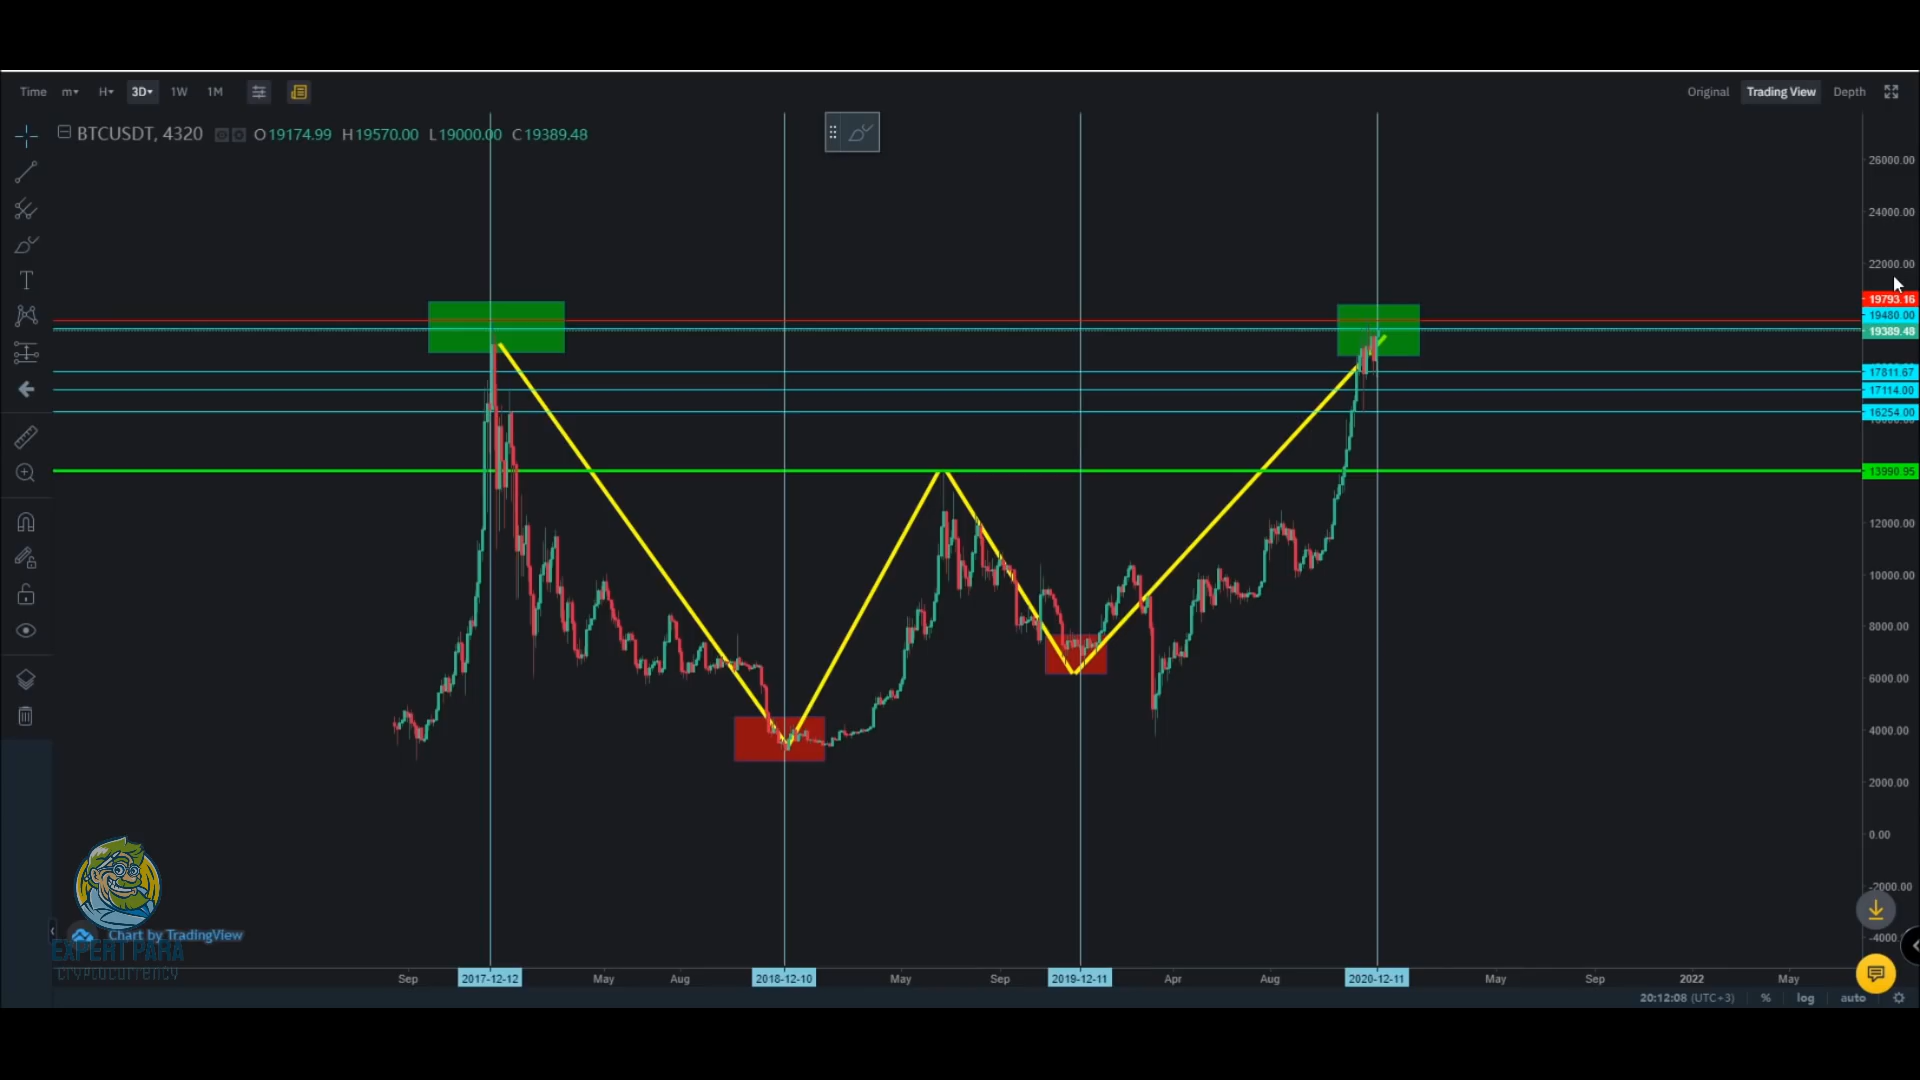 Time m▾ H▾ 3D▾ 1W 1M
Original Trading View Depth
BTCUSDT, 4320 O19174.99 H19570.00 L19000.00 C19389.48
26000.00
24000.00
22000.00
19793.16
19480.00
19389.48
17811.67
17114.00
16254.00
13990.95
12000.00
10000.00
8000.00
6000.00
4000.00
2000.00
0.00
-2000.00
-4000
Chart by TradingView
EXPERT PARA
CRYPTOCURRENCY
Sep 2017-12-12 May Aug 2018-12-10 May Sep 2019-12-11 Apr Aug 2020-12-11 May Sep 2022 May
20:12:08 (UTC+3) % log auto